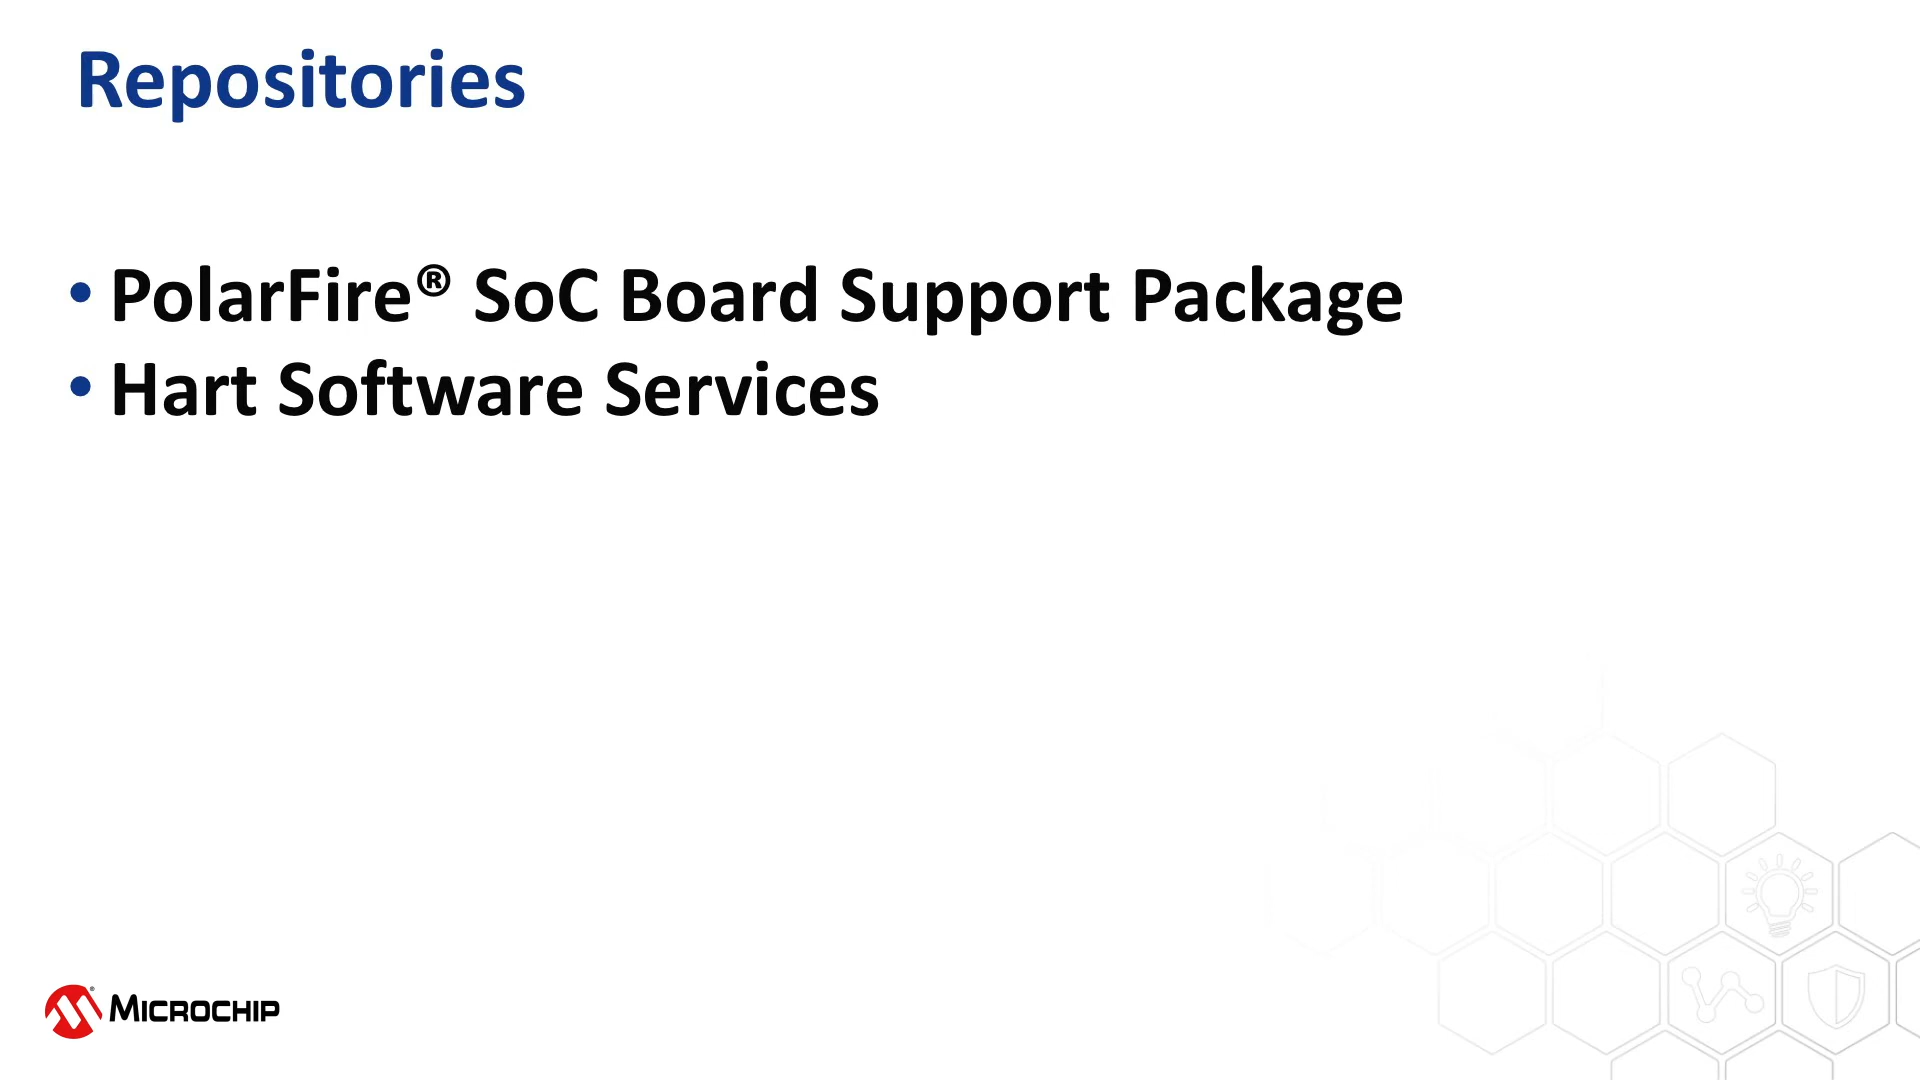 Repositories
• PolarFire® SoC Board Support Package
• Hart Software Services
MICROCHIP